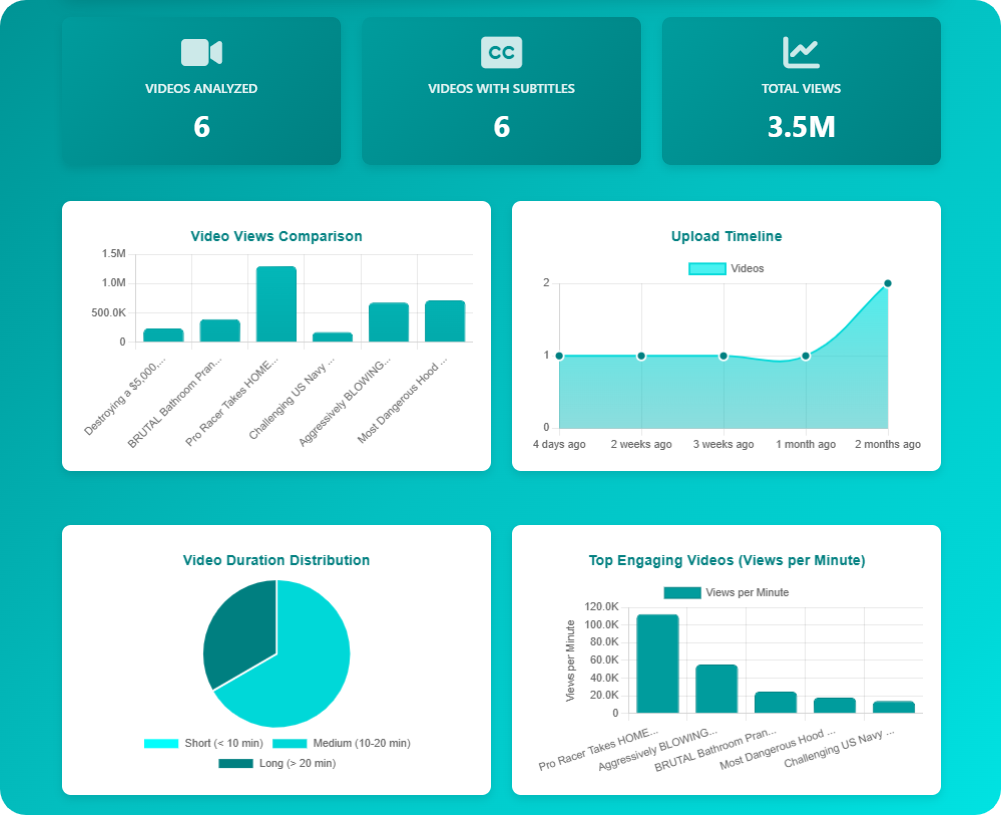 VIDEOS ANALYZED
6
CC
VIDEOS WITH SUBTITLES
6
TOTAL VIEWS
3.5M
Video Views Comparison
1.5M
1.0M
500.0K
0
Destroying a $5,000....
BRUTAL Bathroom Pran...
Pro Racer Takes HOME...
Challenging US Navy ...
Aggressively BLOWING...
Most Dangerous Hood ...
Upload Timeline
Videos
2
1
0
4 days ago
2 weeks ago
3 weeks ago
1 month ago
2 months ago
Video Duration Distribution
Short (< 10 min)
Medium (10-20 min)
Long (> 20 min)
Top Engaging Videos (Views per Minute)
Views per Minute
Views per Minute
120.0K
100.0K
80.0K
60.0K
40.0K
20.0K
0
Pro Racer Takes HOME...
Aggressively BLOWING...
BRUTAL Bathroom Pran...
Most Dangerous Hood ...
Challenging US Navy ...